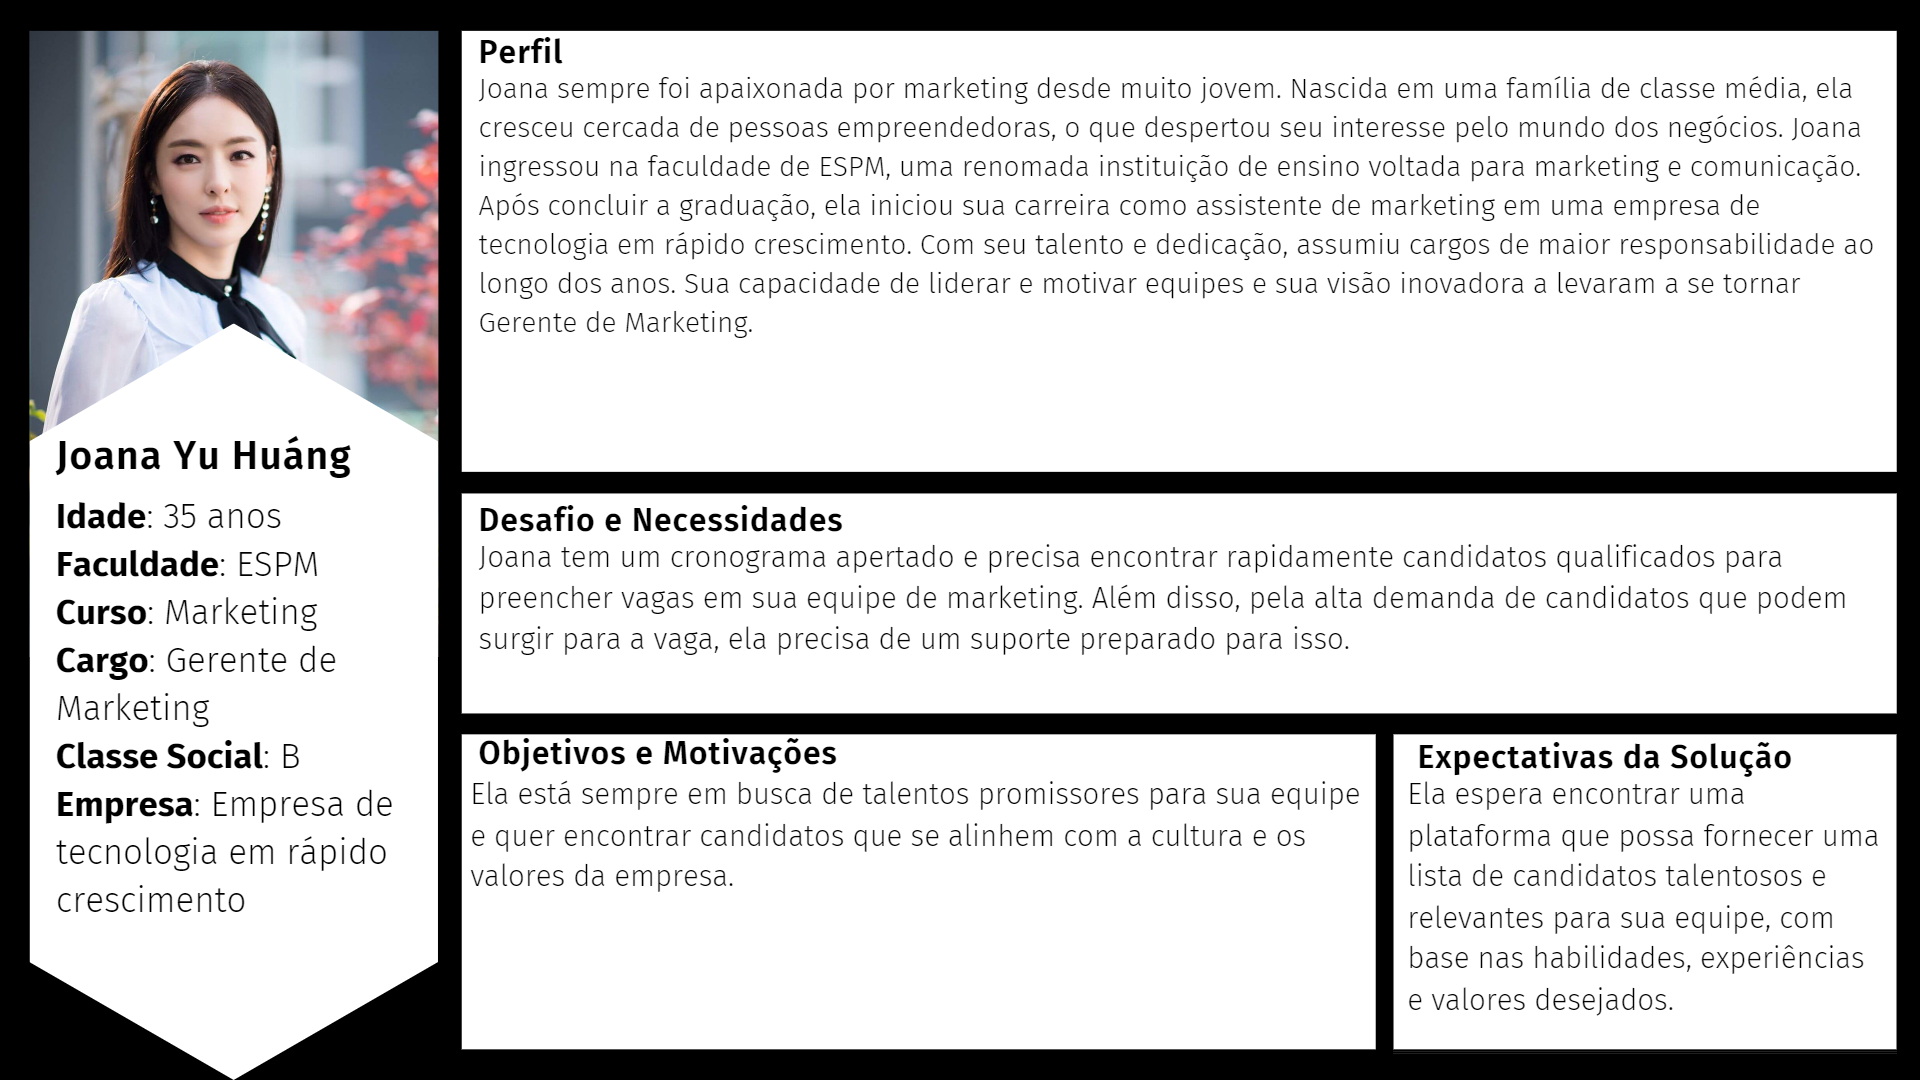 Joana Yu Huáng
Idade: 35 anos
Faculdade: ESPM
Curso: Marketing
Cargo: Gerente de
Marketing
Classe Social: B
Empresa: Empresa de
tecnologia em rápido
crescimento
Perfil
Joana sempre foi apaixonada por marketing desde muito jovem. Nascida em uma família de classe média, ela
cresceu cercada de pessoas empreendedoras, o que despertou seu interesse pelo mundo dos negócios. Joana
ingressou na faculdade de ESPM, uma renomada instituição de ensino voltada para marketing e comunicação.
Após concluir a graduação, ela iniciou sua carreira como assistente de marketing em uma empresa de
tecnologia em rápido crescimento. Com seu talento e dedicação, assumiu cargos de maior responsabilidade ao
longo dos anos. Sua capacidade de liderar e motivar equipes e sua visão inovadora a levaram a se tornar
Gerente de Marketing.
Desafio e Necessidades
Joana tem um cronograma apertado e precisa encontrar rapidamente candidatos qualificados para
preencher vagas em sua equipe de marketing. Além disso, pela alta demanda de candidatos que podem
surgir para a vaga, ela precisa de um suporte preparado para isso.
Objetivos e Motivações
Ela está sempre em busca de talentos promissores para sua equipe
e quer encontrar candidatos que se alinhem com a cultura e os
valores da empresa.
Expectativas da Solução
Ela espera encontrar uma
plataforma que possa fornecer uma
lista de candidatos talentosos e
relevantes para sua equipe, com
base nas habilidades, experiências
e valores desejados.